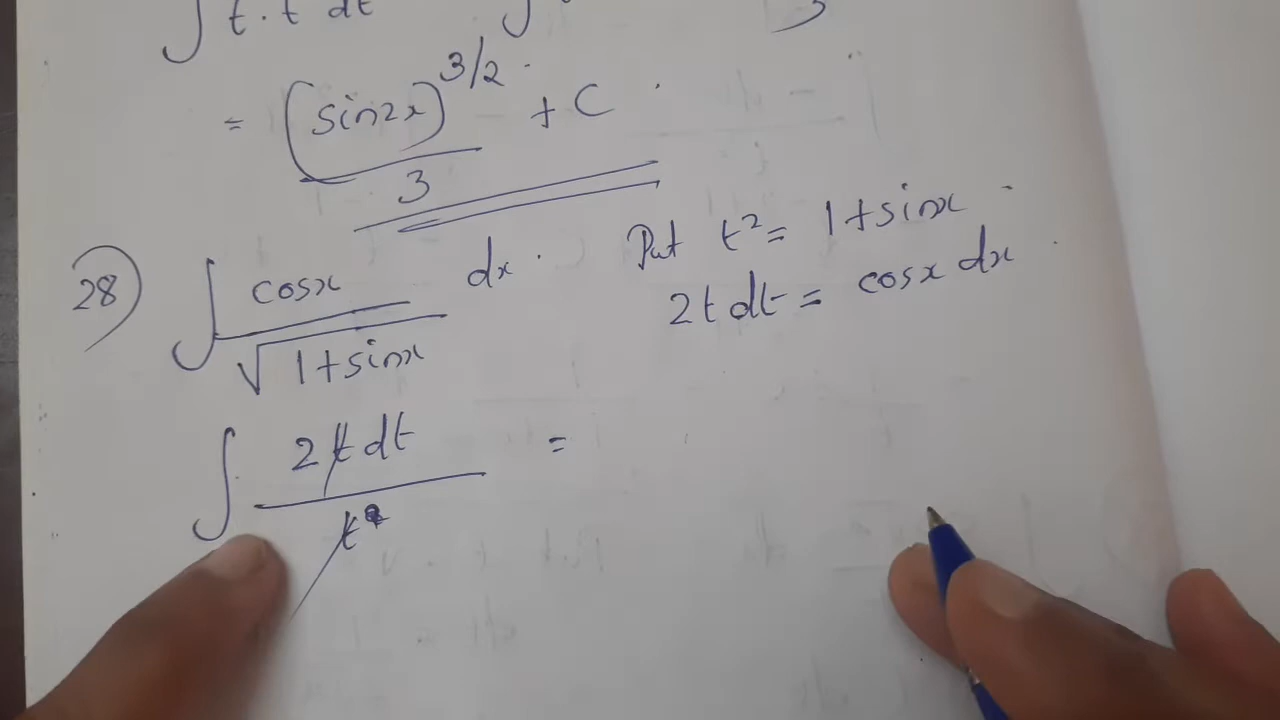 ∫ t . t dt ∫
= (sin2x)^3/2 + C .
3
28) ∫ cosx / √1+sinx dx . Put t² = 1+sinx
2t dt = cosx dx
∫ 2t dt / t =